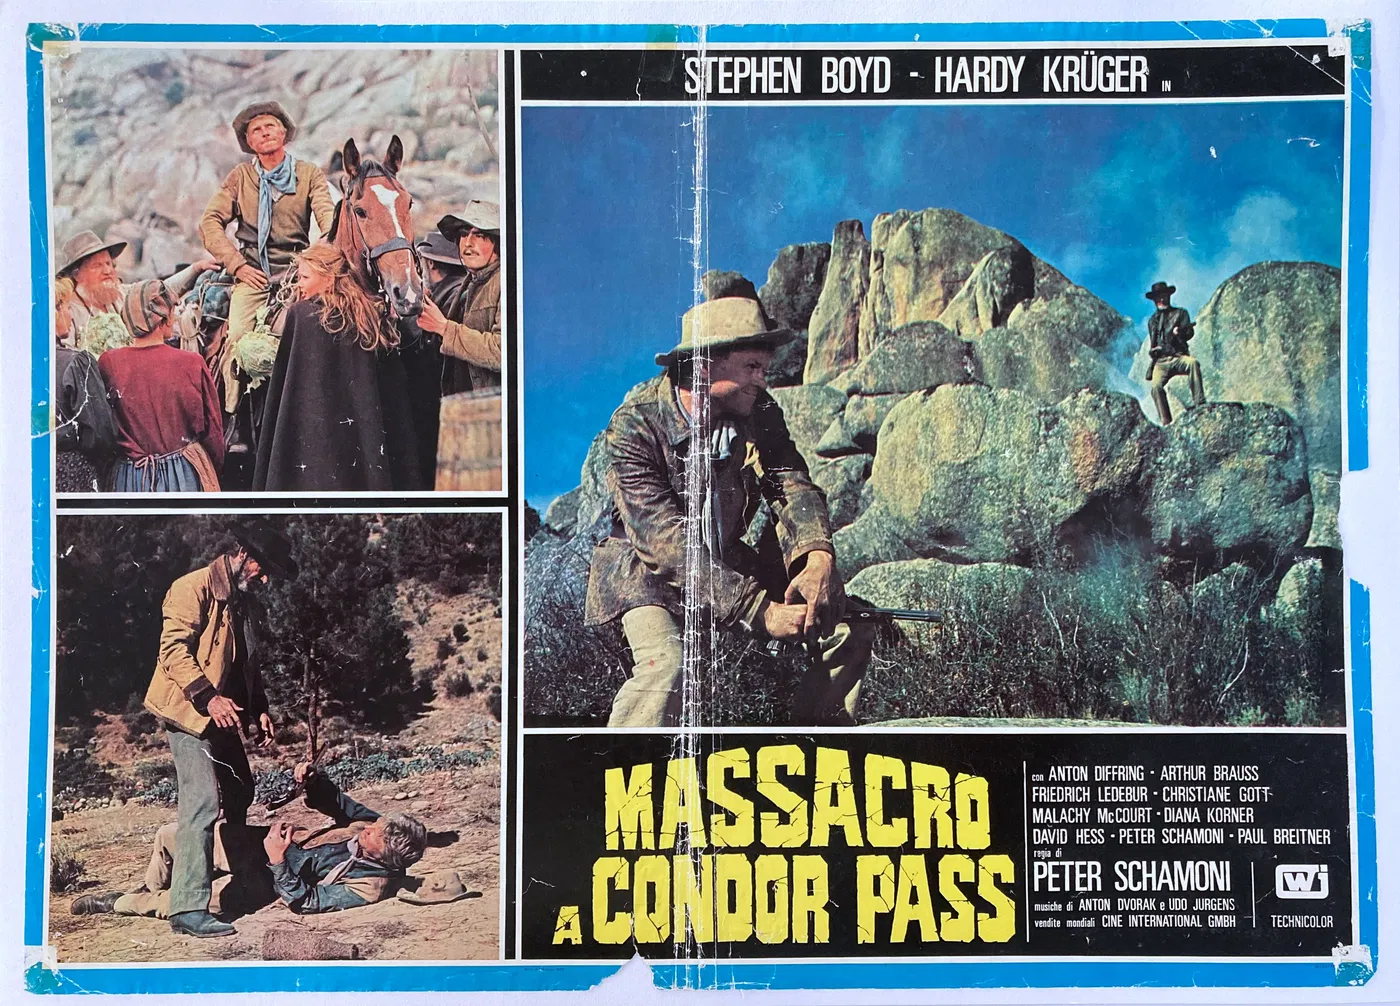 STEPHEN BOYD - HARDY KRÜGER IN
MASSACRO
A CONDOR PASS
con ANTON DIFFRING - ARTHUR BRAUSS
FRIEDRICH LEDEBUR - CHRISTIANE GOTT
MALACHY McCOURT - DIANA KORNER
DAVID HESS - PETER SCHAMONI - PAUL BREITNER
regia di
PETER SCHAMONI
musiche di ANTON DVORAK e UDO JURGENS
vendite mondiali CINE INTERNATIONAL GMBH
TECHNICOLOR